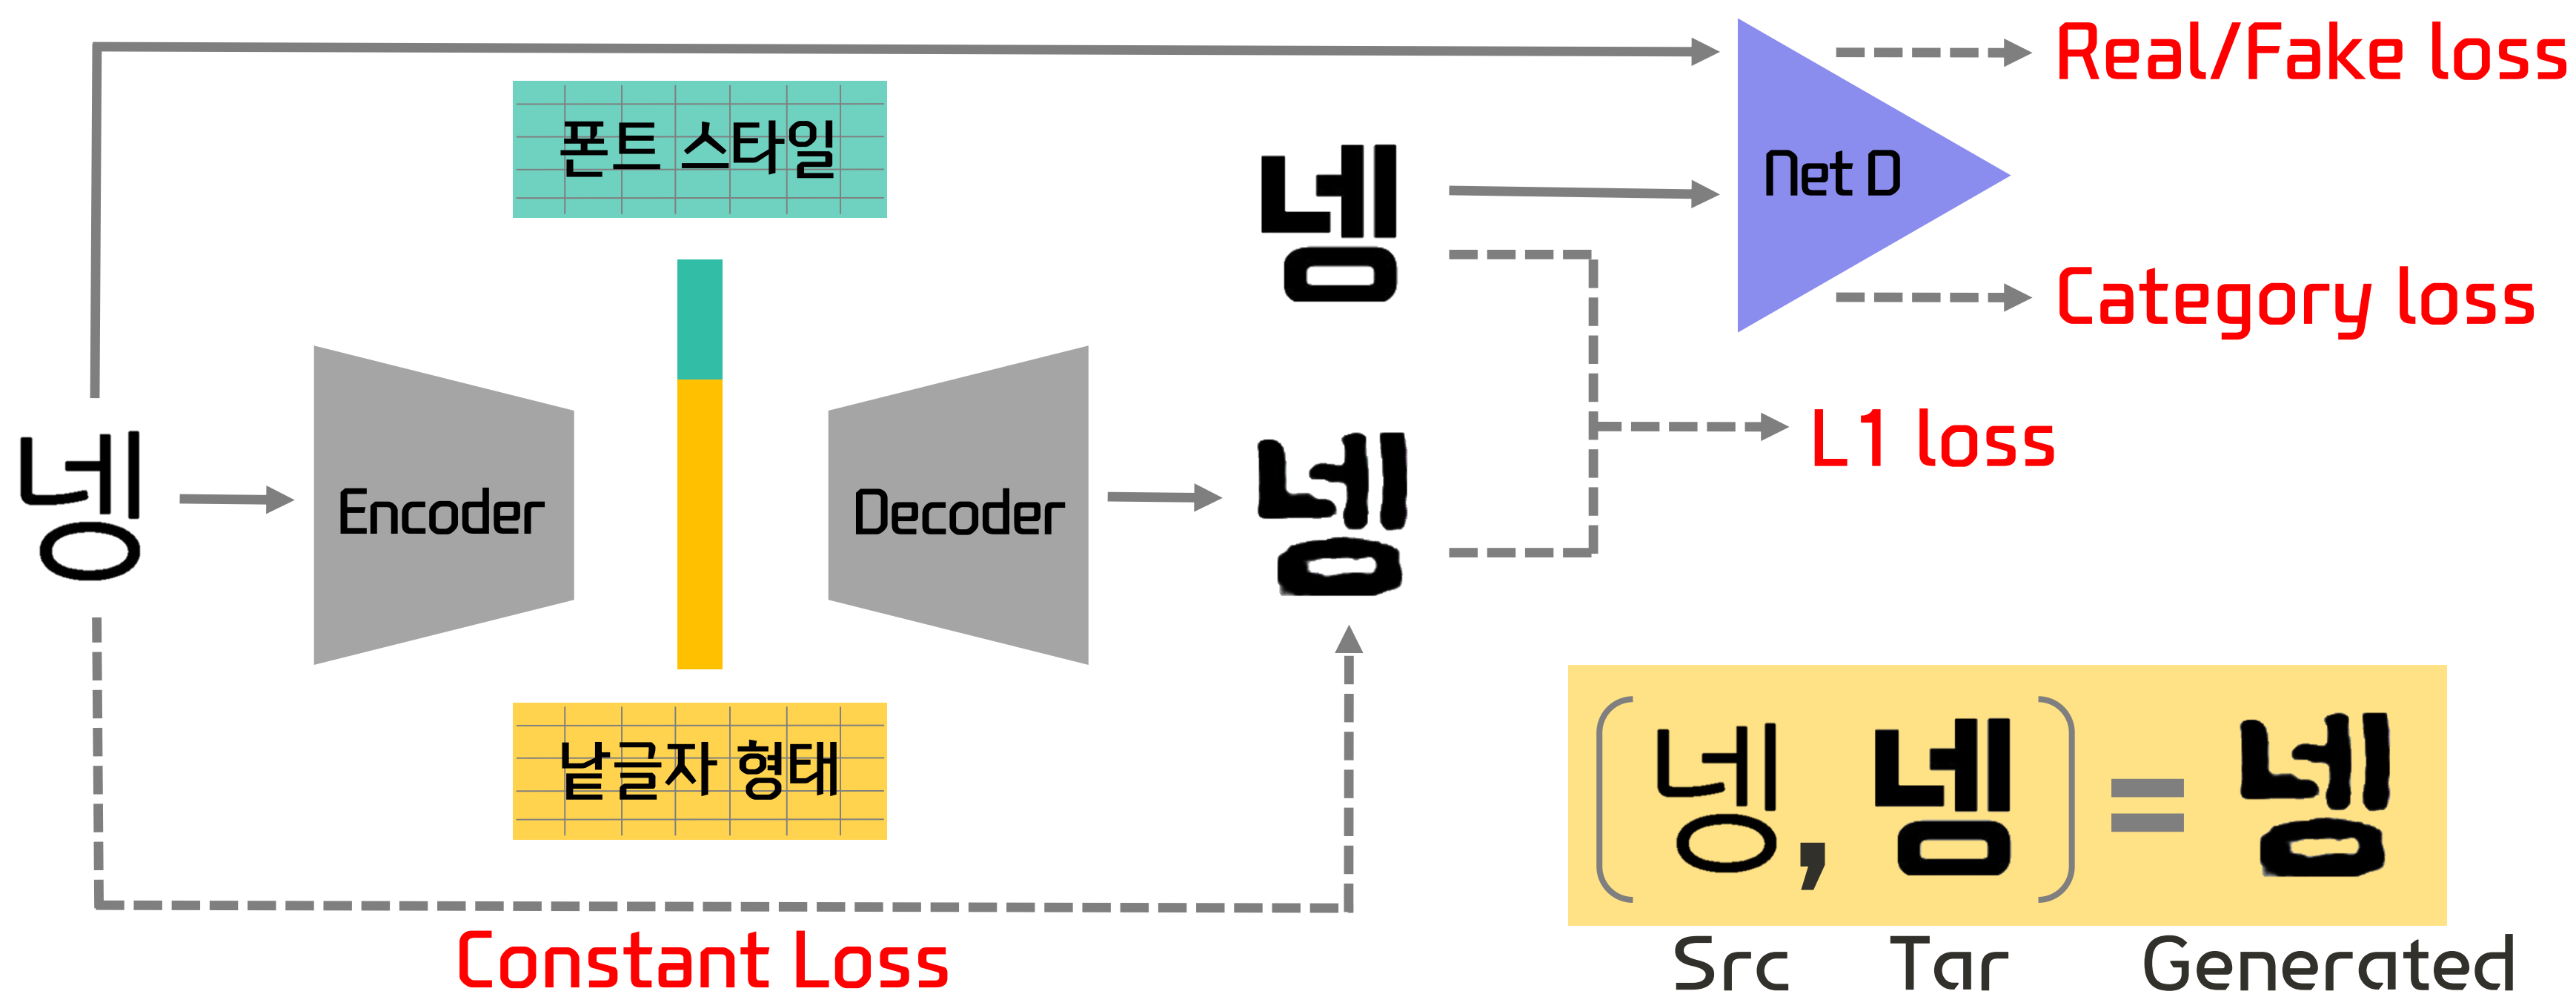 Real/Fake loss
폰트 스타일
넹
Net D
Category loss
L1 loss
넹
Encoder
Decoder
넹
낱글자 형태
(넹, 넹) = 넹
Constant Loss
Src Tar Generated